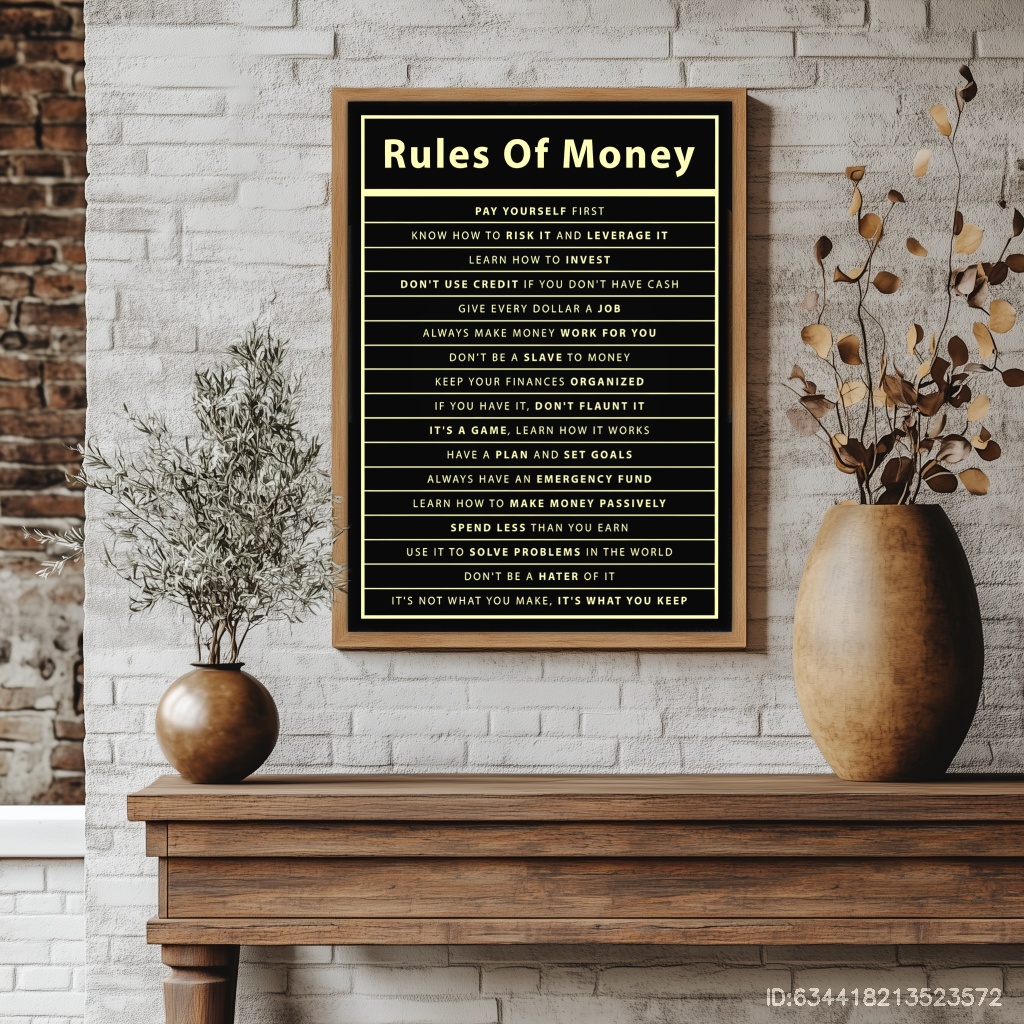 Rules Of Money
PAY YOURSELF FIRST
KNOW HOW TO RISK IT AND LEVERAGE IT
LEARN HOW TO INVEST
DON'T USE CREDIT IF YOU DON'T HAVE CASH
GIVE EVERY DOLLAR A JOB
ALWAYS MAKE MONEY WORK FOR YOU
DON'T BE A SLAVE TO MONEY
KEEP YOUR FINANCES ORGANIZED
IF YOU HAVE IT, DON'T FLAUNT IT
IT'S A GAME, LEARN HOW IT WORKS
HAVE A PLAN AND SET GOALS
ALWAYS HAVE AN EMERGENCY FUND
LEARN HOW TO MAKE MONEY PASSIVELY
SPEND LESS THAN YOU EARN
USE IT TO SOLVE PROBLEMS IN THE WORLD
DON'T BE A HATER OF IT
IT'S NOT WHAT YOU MAKE, IT'S WHAT YOU KEEP
ID:634418213523572